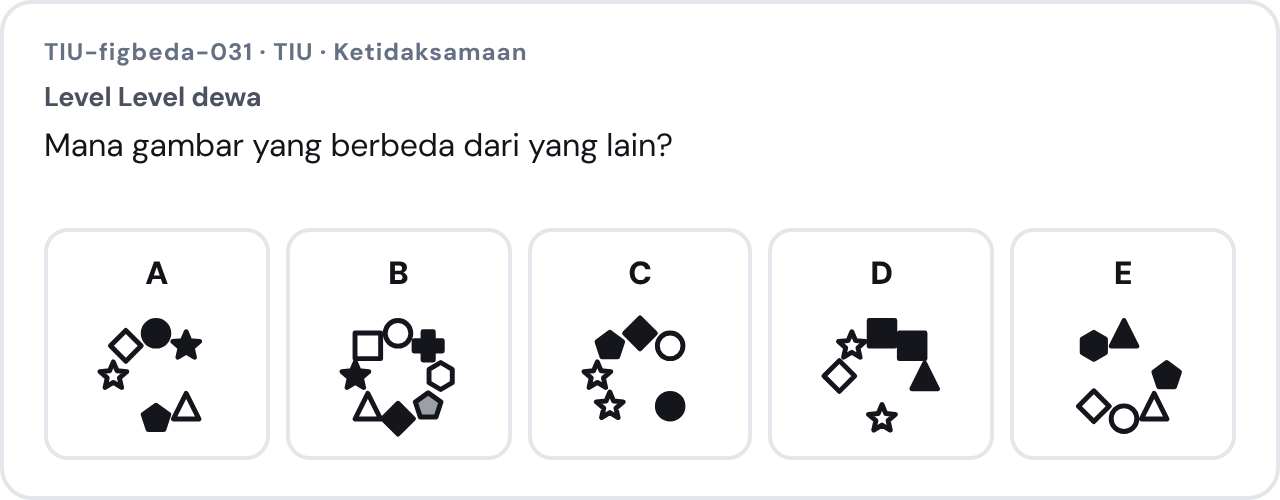 TIU-figbeda-031 · TIU · Ketidaksamaan
Level Level dewa
Mana gambar yang berbeda dari yang lain?
A B C D E